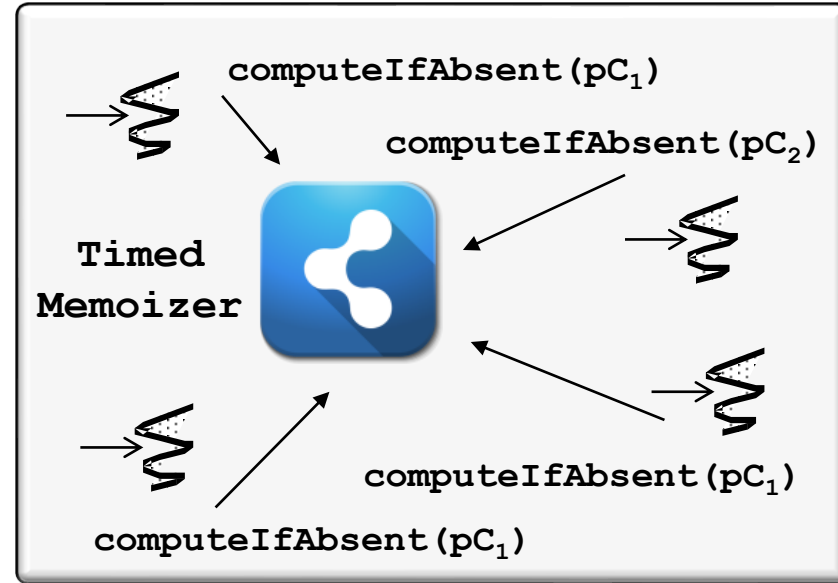 computeIfAbsent(pC₁)
computeIfAbsent(pC₂)
Timed
Memoizer
computeIfAbsent(pC₁)
computeIfAbsent(pC₁)